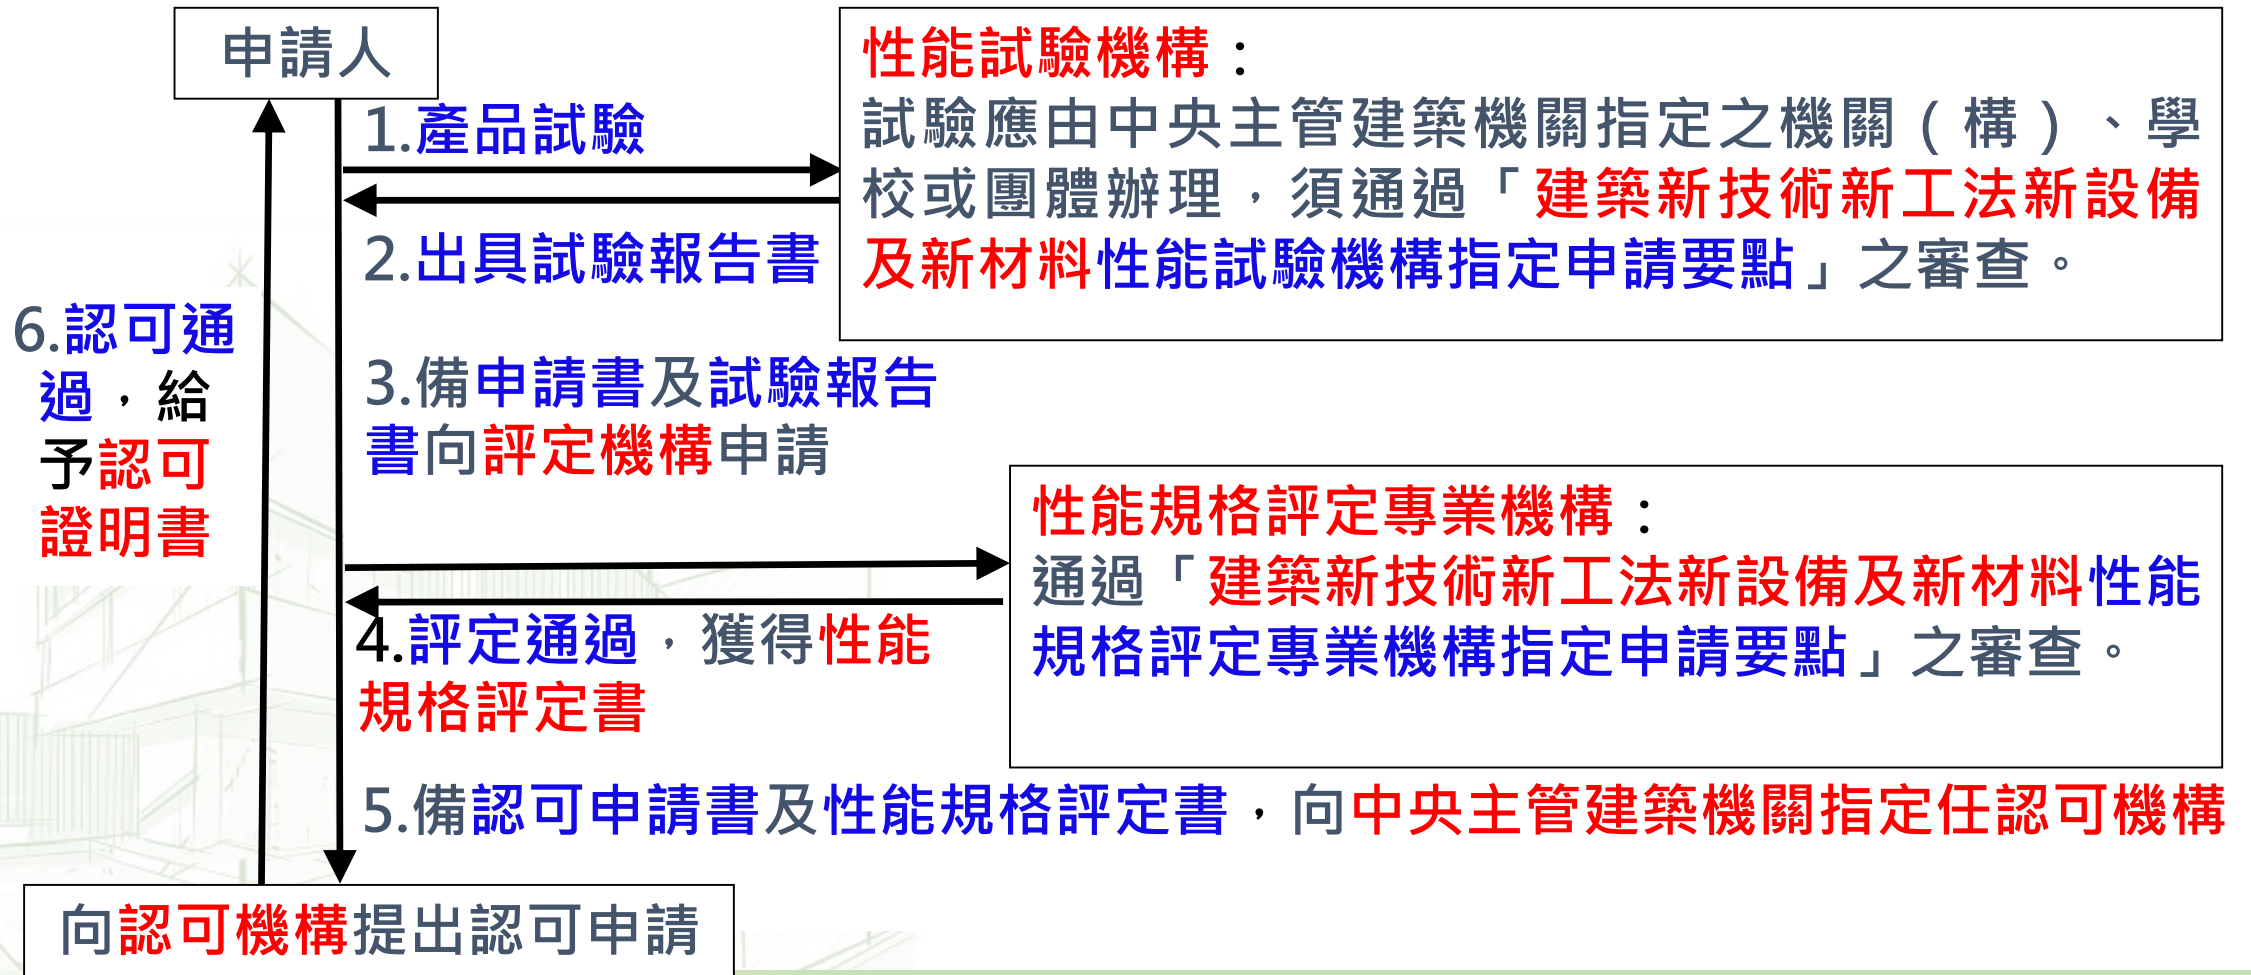 申請人
性能試驗機構：
試驗應由中央主管建築機關指定之機關（構）、學
校或團體辦理，須通過「建築新技術新工法新設備
及新材料性能試驗機構指定申請要點」之審查。
1.產品試驗
2.出具試驗報告書
3.備申請書及試驗報告
書向評定機構申請
性能規格評定專業機構：
通過「建築新技術新工法新設備及新材料性能
規格評定專業機構指定申請要點」之審查。
4.評定通過，獲得性能
規格評定書
5.備認可申請書及性能規格評定書，向中央主管建築機關指定任認可機構
6.認可通
過，給
予認可
證明書
向認可機構提出認可申請